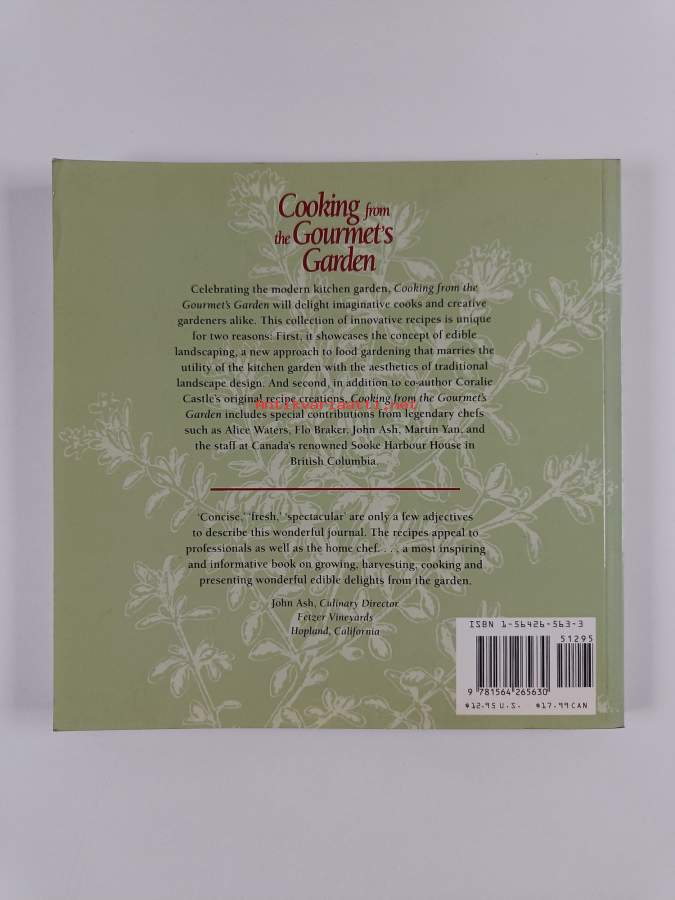 Cooking from
the Gourmet's
Garden
Celebrating the modern kitchen garden, Cooking from the
Gourmet's Garden will delight imaginative cooks and creative
gardeners alike. This collection of innovative recipes is unique
for two reasons: First, it showcases the concept of edible
landscaping, a new approach to food gardening that marries the
utility of the kitchen garden with the aesthetics of traditional
landscape design. And second, in addition to co-author Coralie
Castle's original recipe creations, Cooking from the Gourmet's
Antikvariaatti.net
Garden includes special contributions from legendary chefs
such as Alice Waters, Flo Braker, John Ash, Martin Yan, and
the staff at Canada's renowned Sooke Harbour House in
British Columbia.
'Concise,' 'fresh,' 'spectacular' are only a few adjectives
to describe this wonderful journal. The recipes appeal to
professionals as well as the home chef. . . . a most inspiring
and informative book on growing, harvesting, cooking and
presenting wonderful edible delights from the garden.
John Ash, Culinary Director
Fetzer Vineyards
Hopland, California
ISBN 1-56426-563-3
51295
9 781564 265630
$12.95 U.S. $17.99 CAN